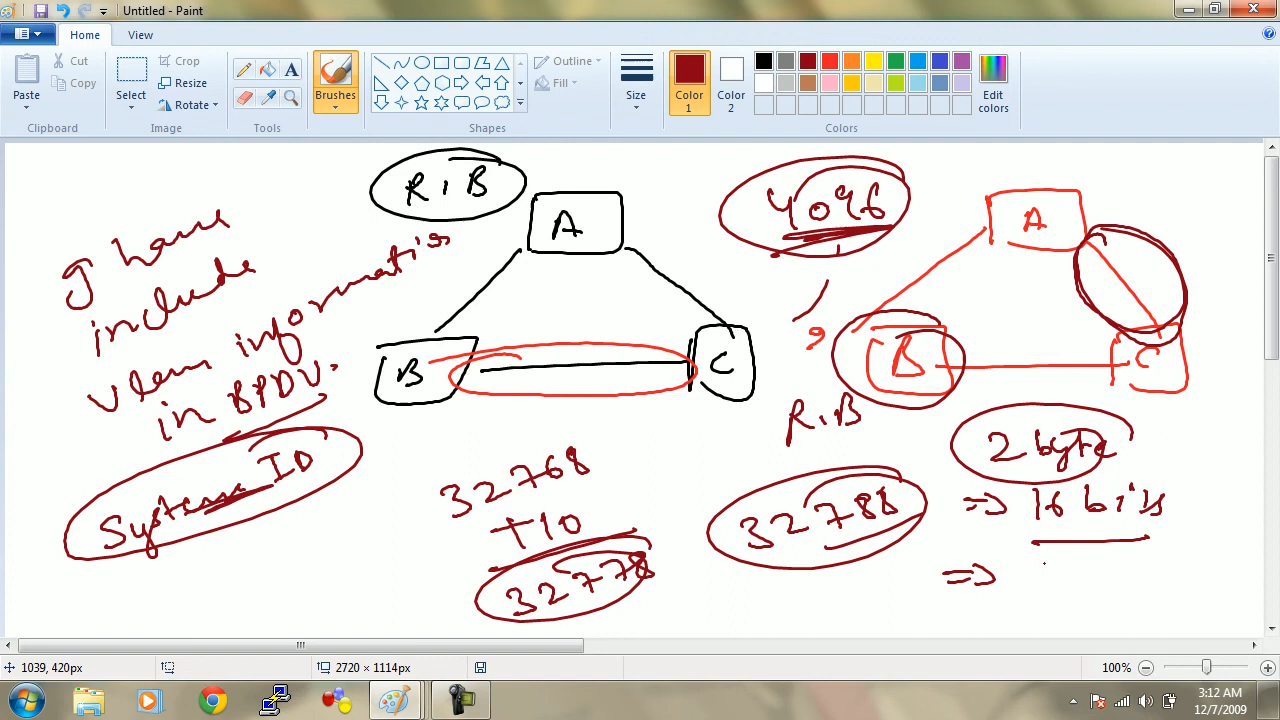 Untitled - Paint
Home View
Paste
Cut
Copy
Clipboard
Select
Crop
Resize
Rotate
Image
Tools
Brushes
Shapes
Outline
Fill
Size
Color 1
Color 2
Edit colors
Colors
I have
include
vlan information
in BPDU.
System ID
R.B
A
B
C
32768
+10
32778
4096
A
B
C
R.B
32788
2 byte
=> 16 bits
=>
1039, 420px
2720 × 1114px
100%
3:12 AM
12/7/2009